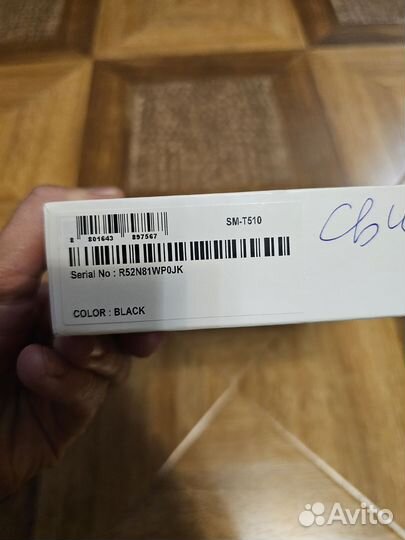 SM-T510
8 801643 897567
Serial No : R52N81WP0JK
COLOR : BLACK
Avito